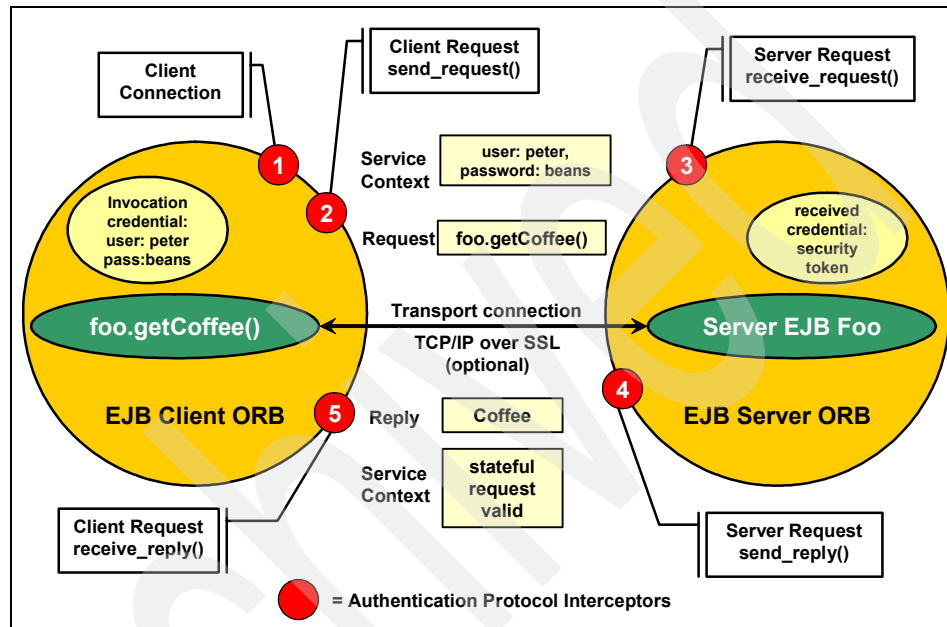 Client
Connection
Client Request
send_request()
Server Request
receive_request()
1
2
3
Service
Context
user: peter,
password: beans
Invocation
credential:
user: peter
pass:beans
received
credential:
security
token
Request
foo.getCoffee()
foo.getCoffee()
Transport connection
TCP/IP over SSL
(optional)
Server EJB Foo
EJB Client ORB
EJB Server ORB
5
4
Reply
Coffee
Service
Context
stateful
request
valid
Client Request
receive_reply()
Server Request
send_reply()
= Authentication Protocol Interceptors